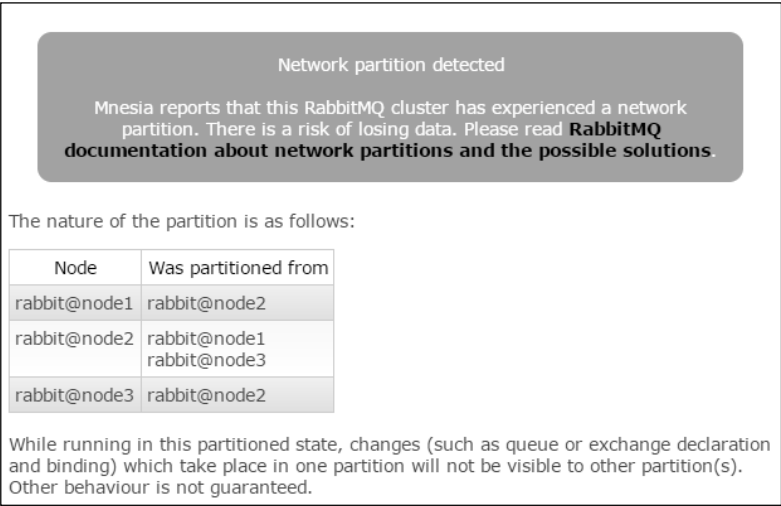 Network partition detected
Mnesia reports that this RabbitMQ cluster has experienced a network
partition. There is a risk of losing data. Please read RabbitMQ
documentation about network partitions and the possible solutions.
The nature of the partition is as follows:
Node Was partitioned from
rabbit@node1 rabbit@node2
rabbit@node2 rabbit@node1
rabbit@node3
rabbit@node3 rabbit@node2
While running in this partitioned state, changes (such as queue or exchange declaration
and binding) which take place in one partition will not be visible to other partition(s).
Other behaviour is not guaranteed.